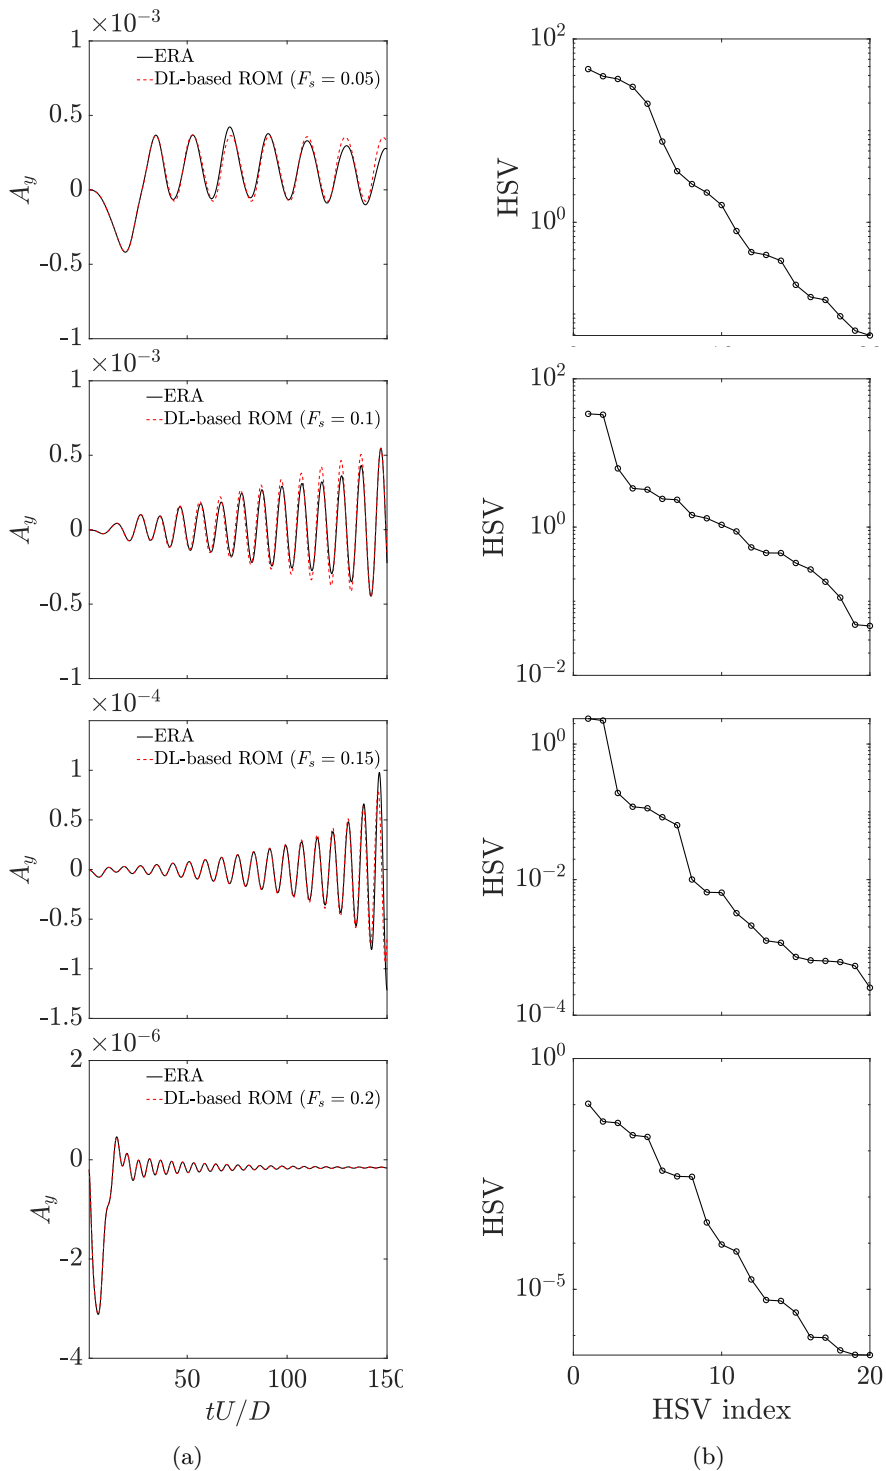 ×10⁻³
1
0.5
0
-0.5
-1
A_y
ERA
DL-based ROM (F_s = 0.05)
10²
10⁰
HSV
×10⁻³
1
0.5
0
-0.5
-1
A_y
ERA
DL-based ROM (F_s = 0.1)
10²
10⁰
10⁻²
HSV
×10⁻⁴
1
0.5
0
-0.5
-1
-1.5
A_y
ERA
DL-based ROM (F_s = 0.15)
10⁰
10⁻²
10⁻⁴
HSV
×10⁻⁶
2
0
-2
-4
A_y
ERA
DL-based ROM (F_s = 0.2)
50 100 150
tU/D
10⁰
10⁻⁵
HSV
0 10 20
HSV index
(a) (b)